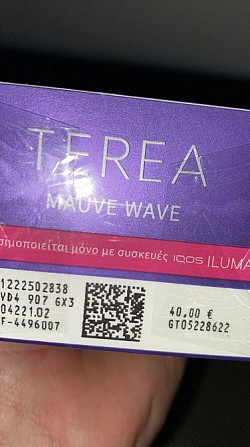 TEREA
MAUVE WAVE
σιμοποιείται μόνο με συσκευές IQOS ILUMA
1222502838
VD4 907 GX3
04221.02
F-4496007
40,00 €
GT05228622